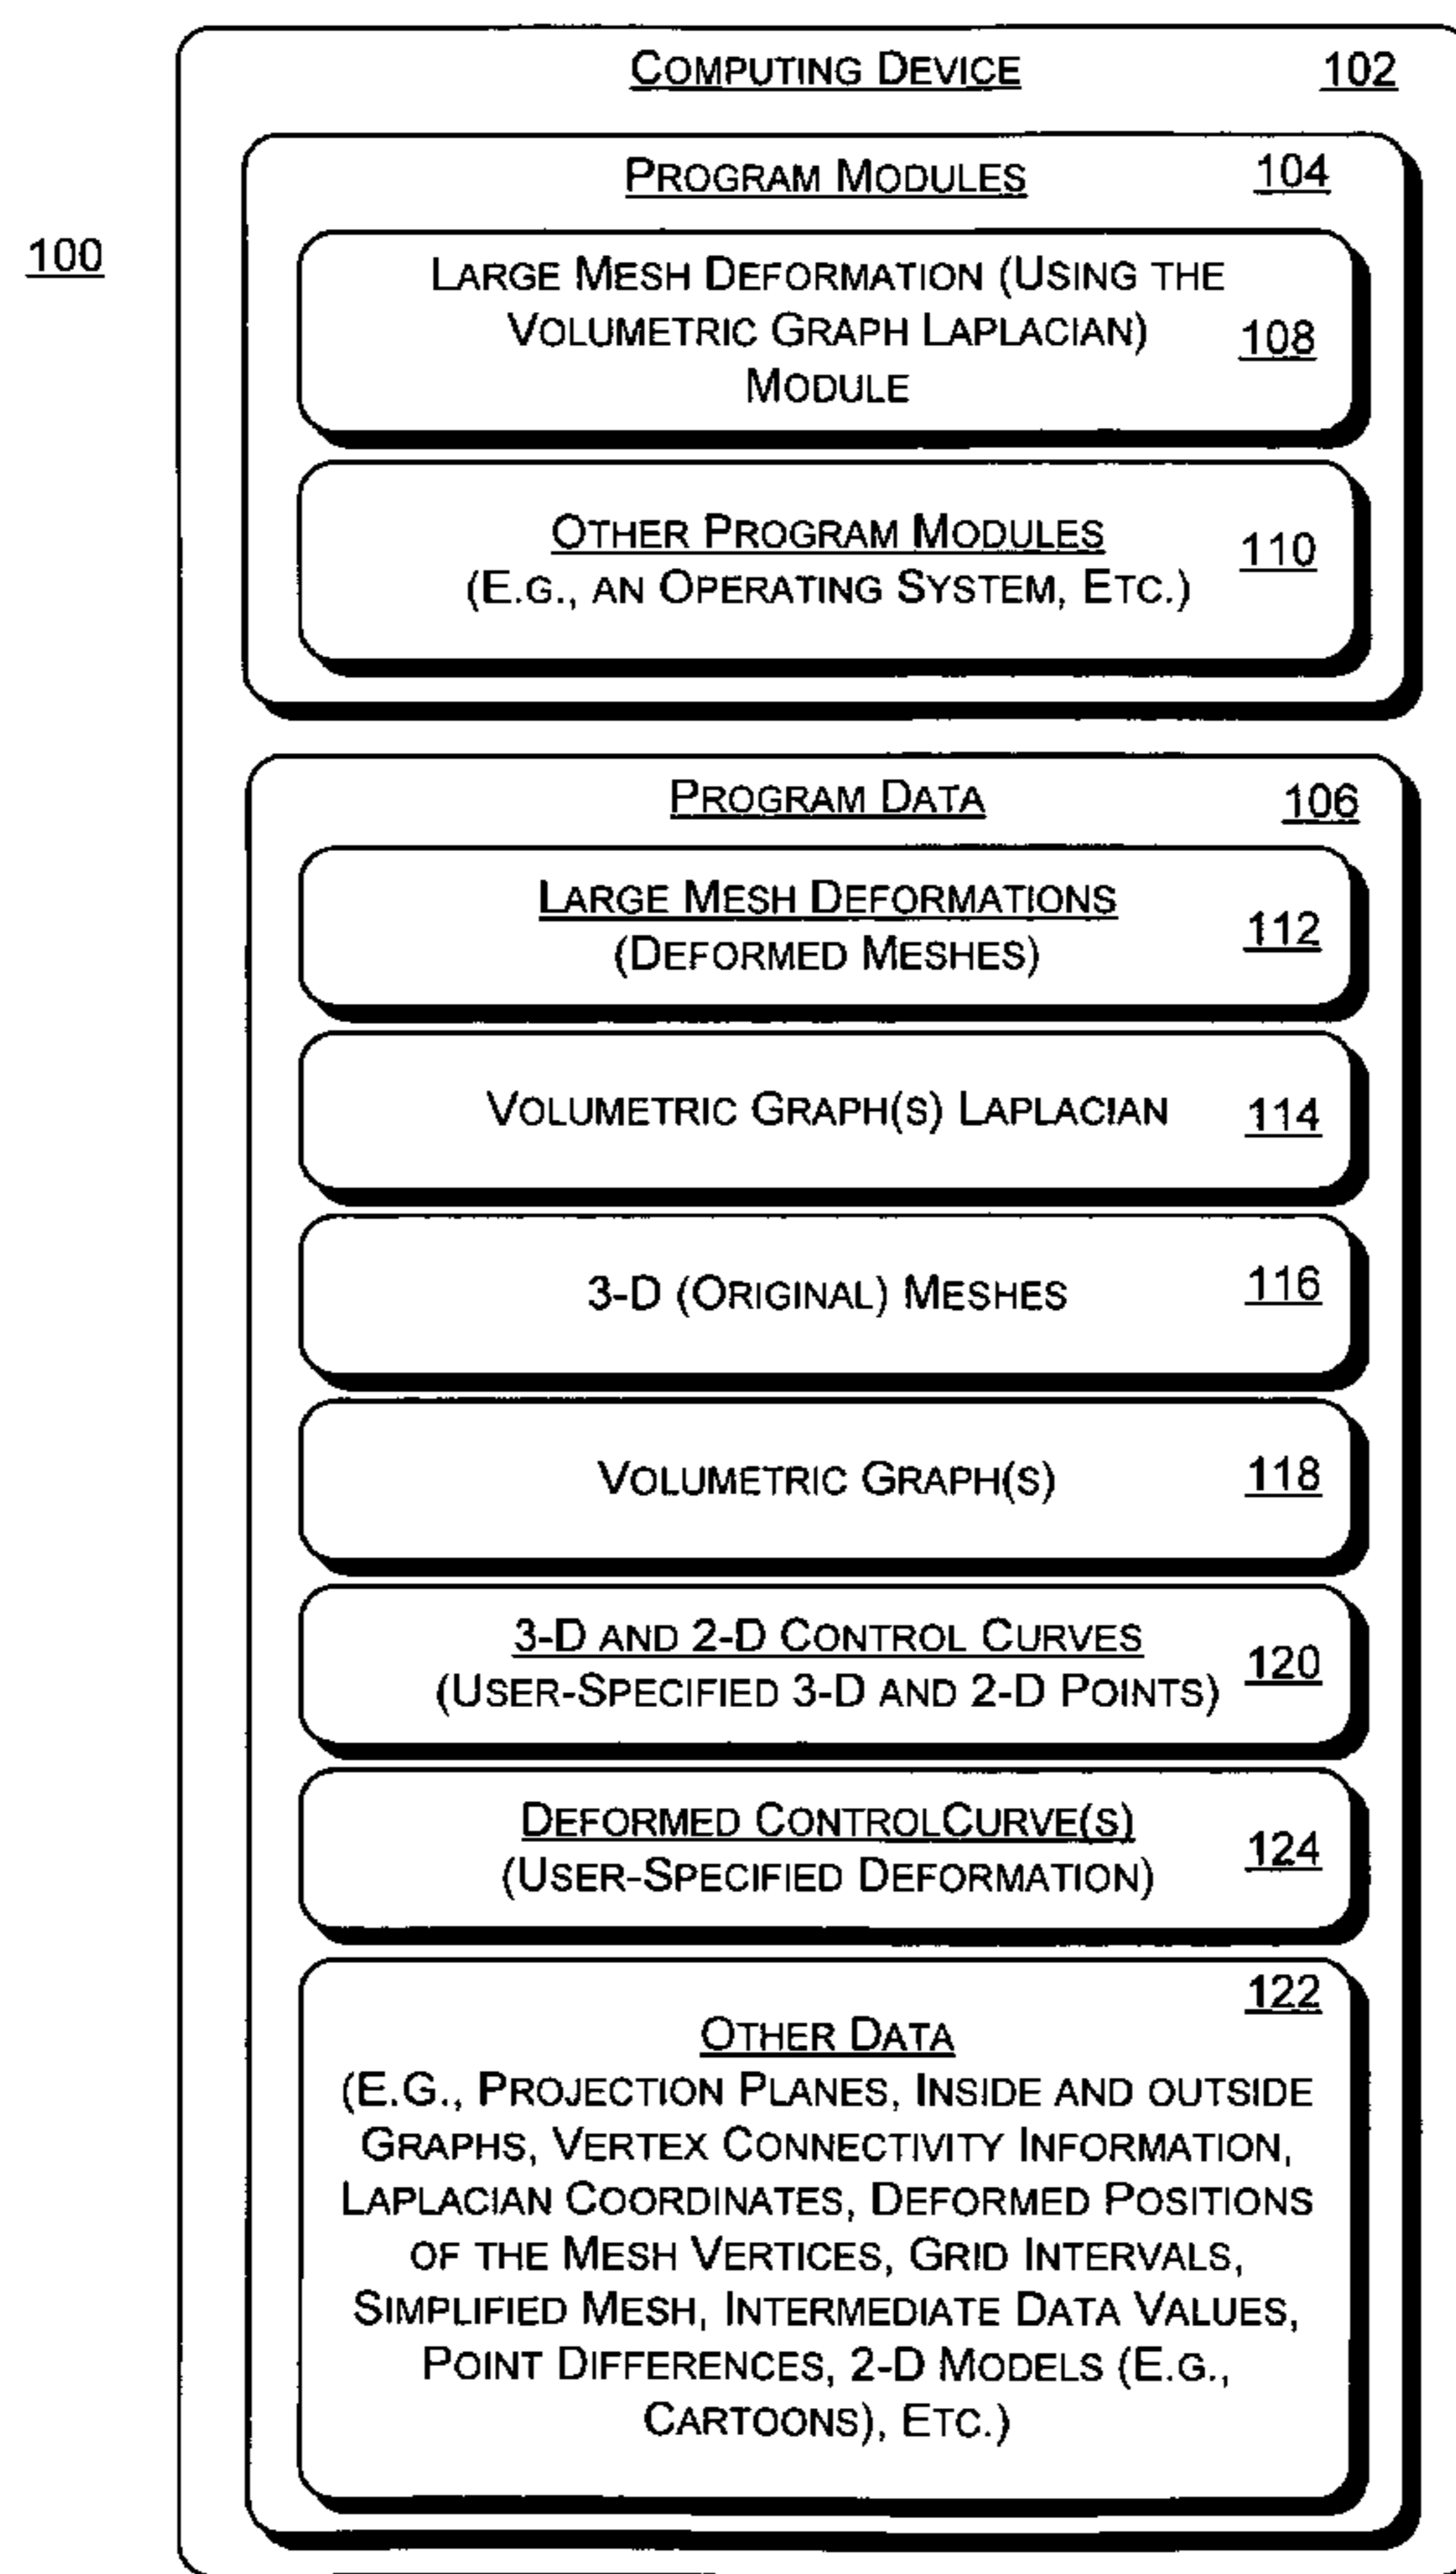 COMPUTING DEVICE 102
PROGRAM MODULES 104
100
LARGE MESH DEFORMATION (USING THE
VOLUMETRIC GRAPH LAPLACIAN) 108
MODULE
OTHER PROGRAM MODULES 110
(E.G., AN OPERATING SYSTEM, ETC.)
PROGRAM DATA 106
LARGE MESH DEFORMATIONS 112
(DEFORMED MESHES)
VOLUMETRIC GRAPH(S) LAPLACIAN 114
3-D (ORIGINAL) MESHES 116
VOLUMETRIC GRAPH(S) 118
3-D AND 2-D CONTROL CURVES 120
(USER-SPECIFIED 3-D AND 2-D POINTS)
DEFORMED CONTROLCURVE(S) 124
(USER-SPECIFIED DEFORMATION)
122
OTHER DATA
(E.G., PROJECTION PLANES, INSIDE AND OUTSIDE
GRAPHS, VERTEX CONNECTIVITY INFORMATION,
LAPLACIAN COORDINATES, DEFORMED POSITIONS
OF THE MESH VERTICES, GRID INTERVALS,
SIMPLIFIED MESH, INTERMEDIATE DATA VALUES,
POINT DIFFERENCES, 2-D MODELS (E.G.,
CARTOONS), ETC.)